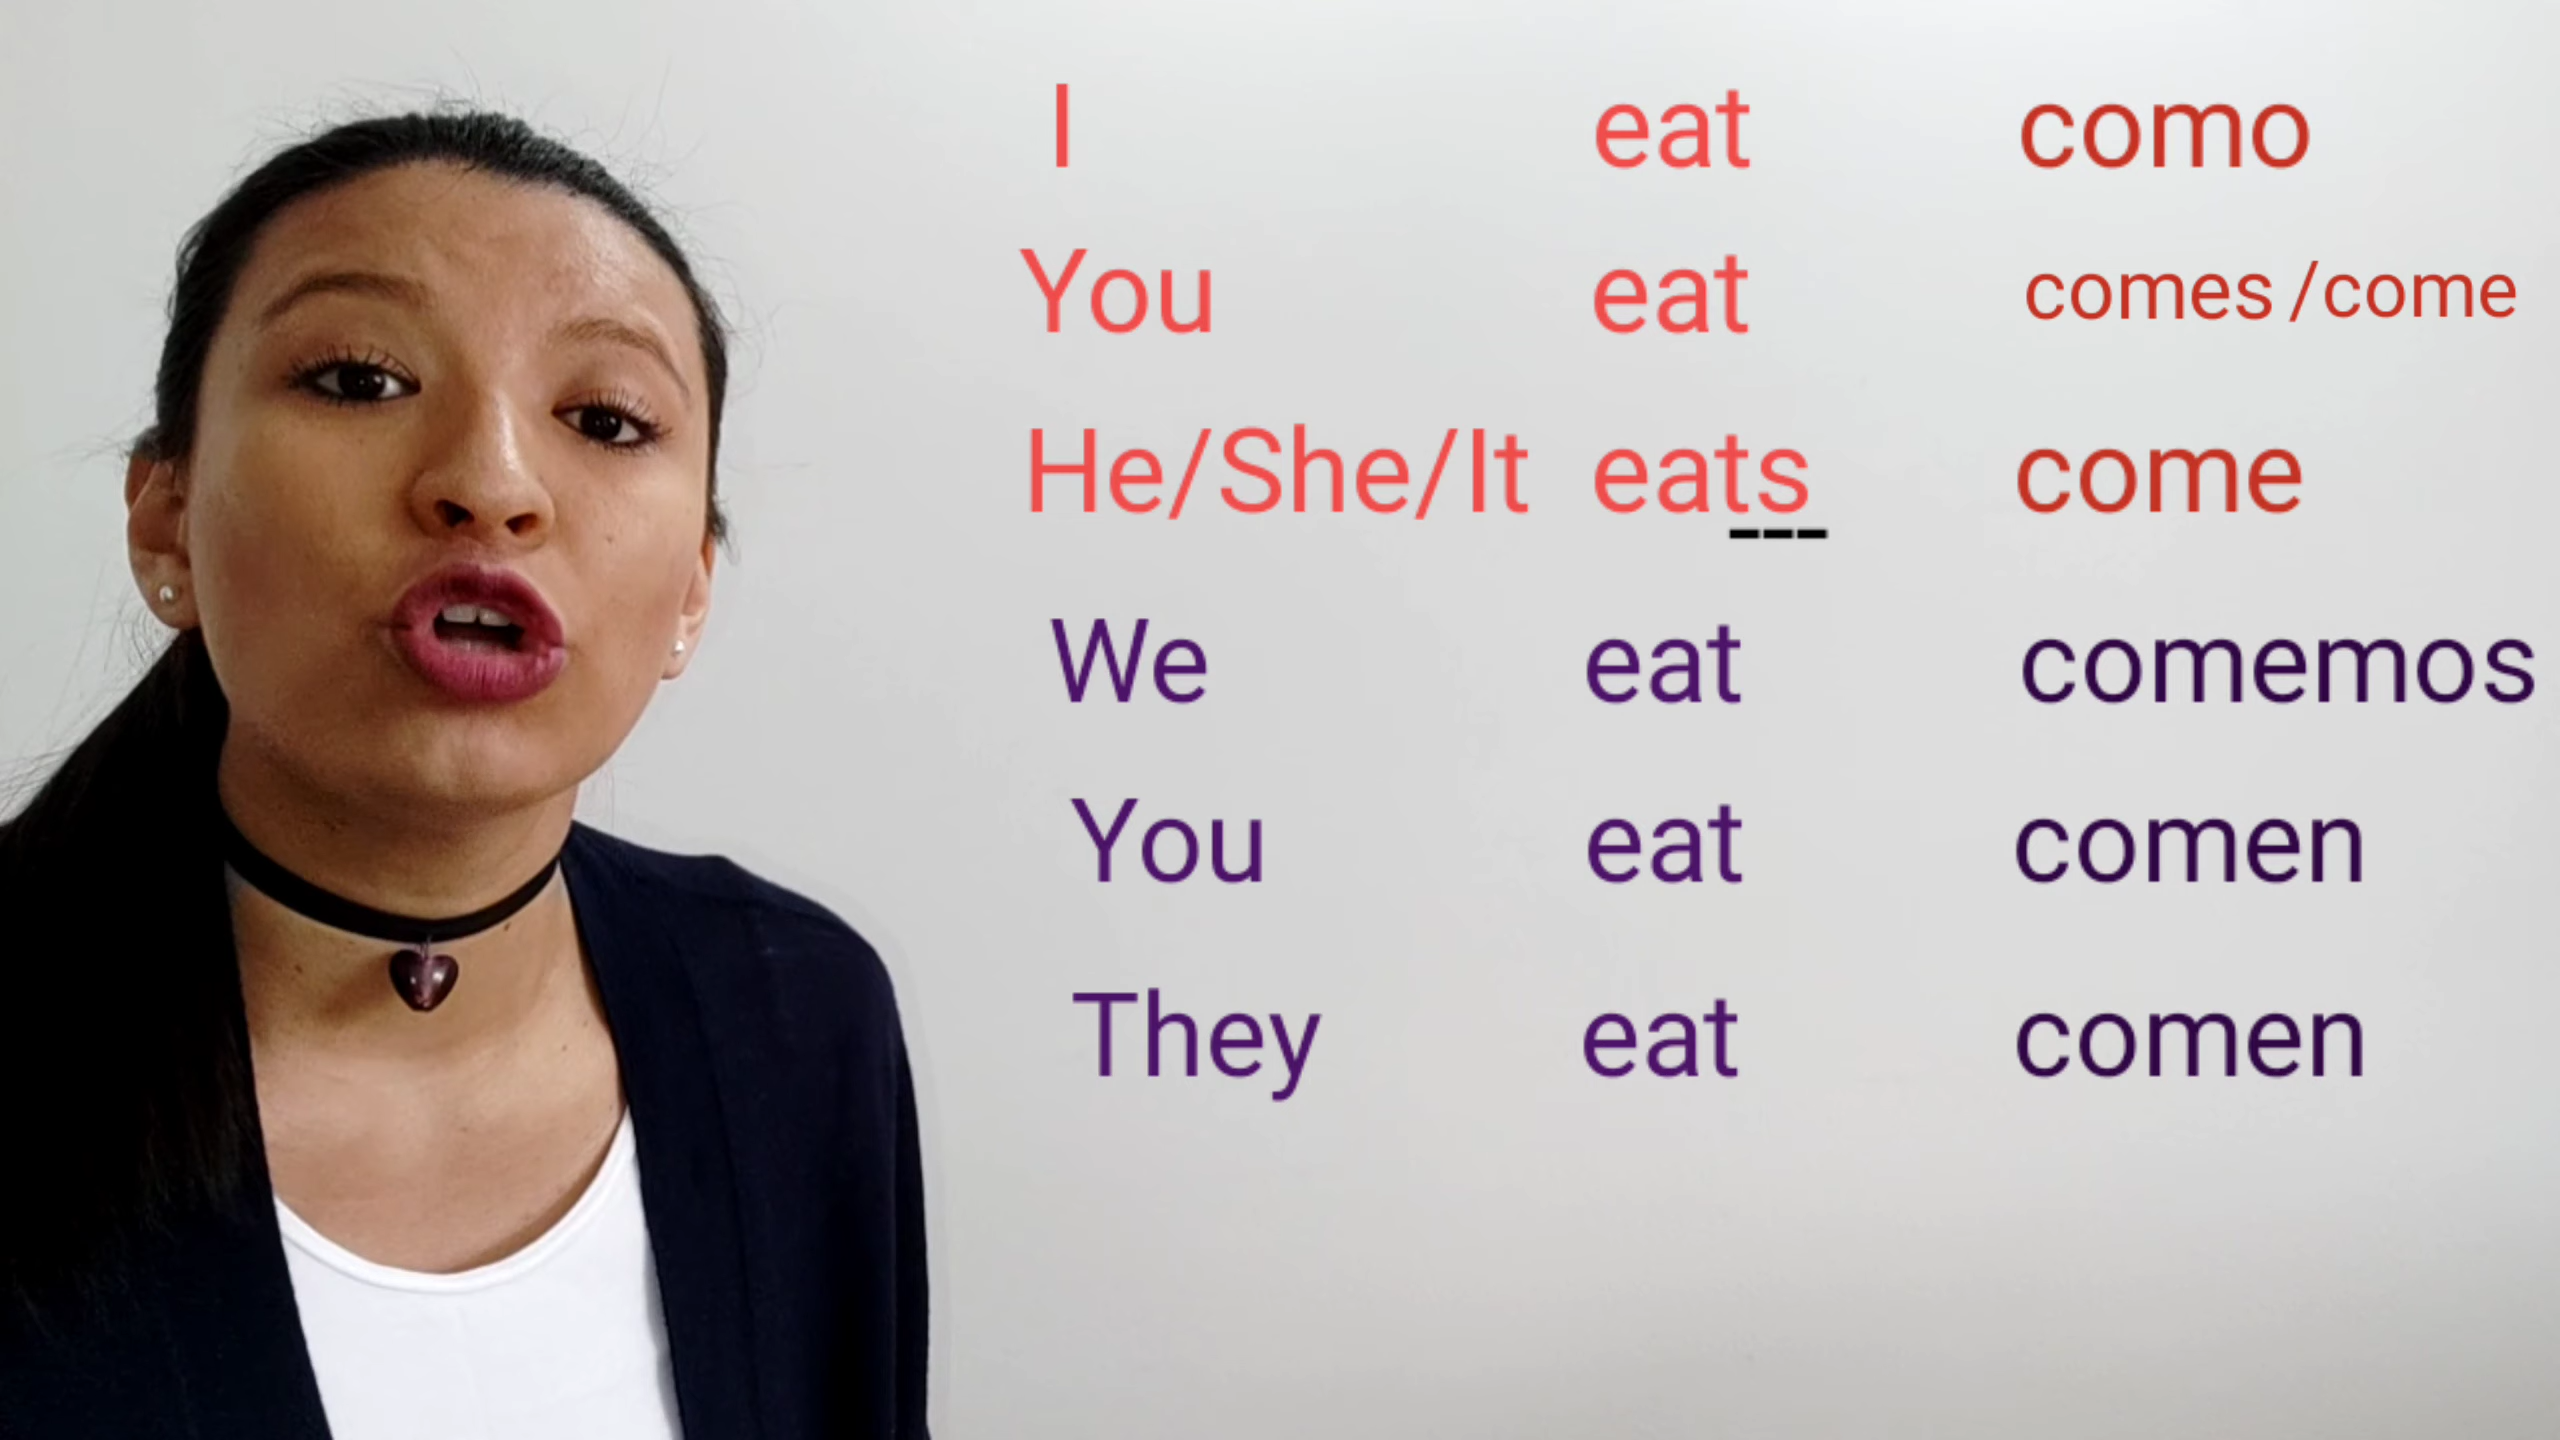 I eat como
You eat comes / come
He/She/It eats come
We eat comemos
You eat comen
They eat comen